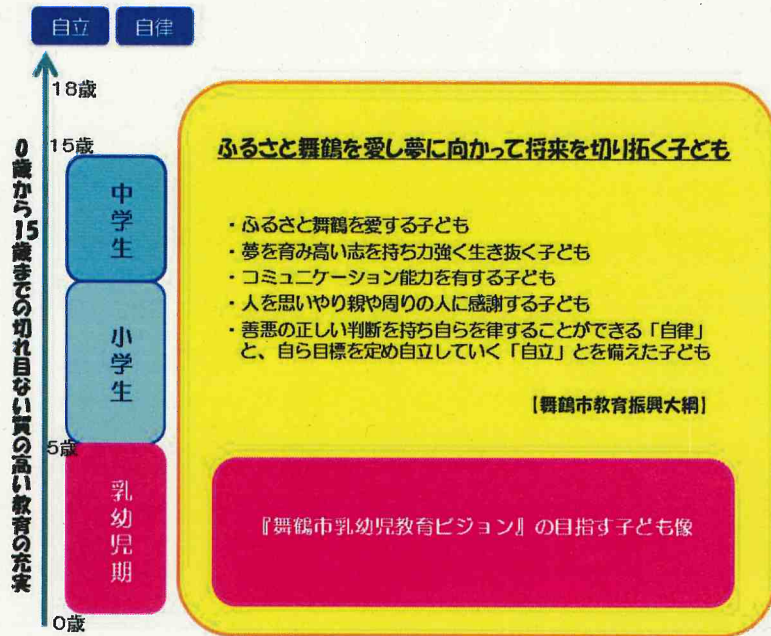 自立 自律
18歳
15歳
5歳
0歳
0歳から15歳までの切れ目ない質の高い教育の充実
中学生
小学生
乳幼児期
ふるさと舞鶴を愛し夢に向かって将来を切り拓く子ども
・ふるさと舞鶴を愛する子ども
・夢を育み高い志を持ち力強く生き抜く子ども
・コミュニケーション能力を有する子ども
・人を思いやり親や周りの人に感謝する子ども
・善悪の正しい判断を持ち自らを律することができる「自律」
と、自ら目標を定め自立していく「自立」とを備えた子ども
【舞鶴市教育振興大綱】
『舞鶴市乳幼児教育ビジョン』の目指す子ども像